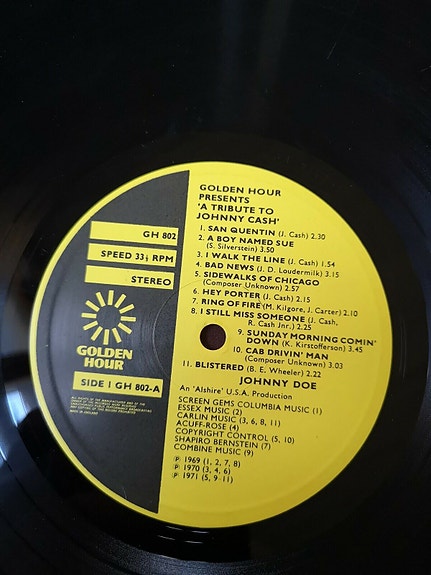 GOLDEN HOUR
PRESENTS
'A TRIBUTE TO
JOHNNY CASH'
GH 802
SPEED 33⅓ RPM
STEREO
GOLDEN
HOUR
SIDE 1 GH 802-A
1. SAN QUENTIN (J. Cash) 2.30
2. A BOY NAMED SUE
(S. Silverstein) 3.50
3. I WALK THE LINE (J. Cash) 1.54
4. BAD NEWS (J. D. Loudermilk) 3.15
5. SIDEWALKS OF CHICAGO
(Composer Unknown) 2.57
6. HEY PORTER (J. Cash) 2.15
7. RING OF FIRE (M. Kilgore, J. Carter) 2.10
8. I STILL MISS SOMEONE (J. Cash,
R. Cash Jnr.) 2.25
9. SUNDAY MORNING COMIN'
DOWN (K. Kirstofferson) 3.45
10. CAB DRIVIN' MAN
(Composer Unknown) 3.03
11. BLISTERED (B. E. Wheeler) 2.22
JOHNNY DOE
An 'Alshire' U.S.A. Production
SCREEN GEMS COLUMBIA MUSIC (1)
ESSEX MUSIC (2)
CARLIN MUSIC (3, 6, 8, 11)
ACUFF-ROSE (4)
COPYRIGHT CONTROL (5, 10)
SHAPIRO BERNSTEIN (7)
COMBINE MUSIC (9)
℗ 1969 (1, 2, 7, 8)
℗ 1970 (3, 4, 6)
℗ 1971 (5, 9-11)